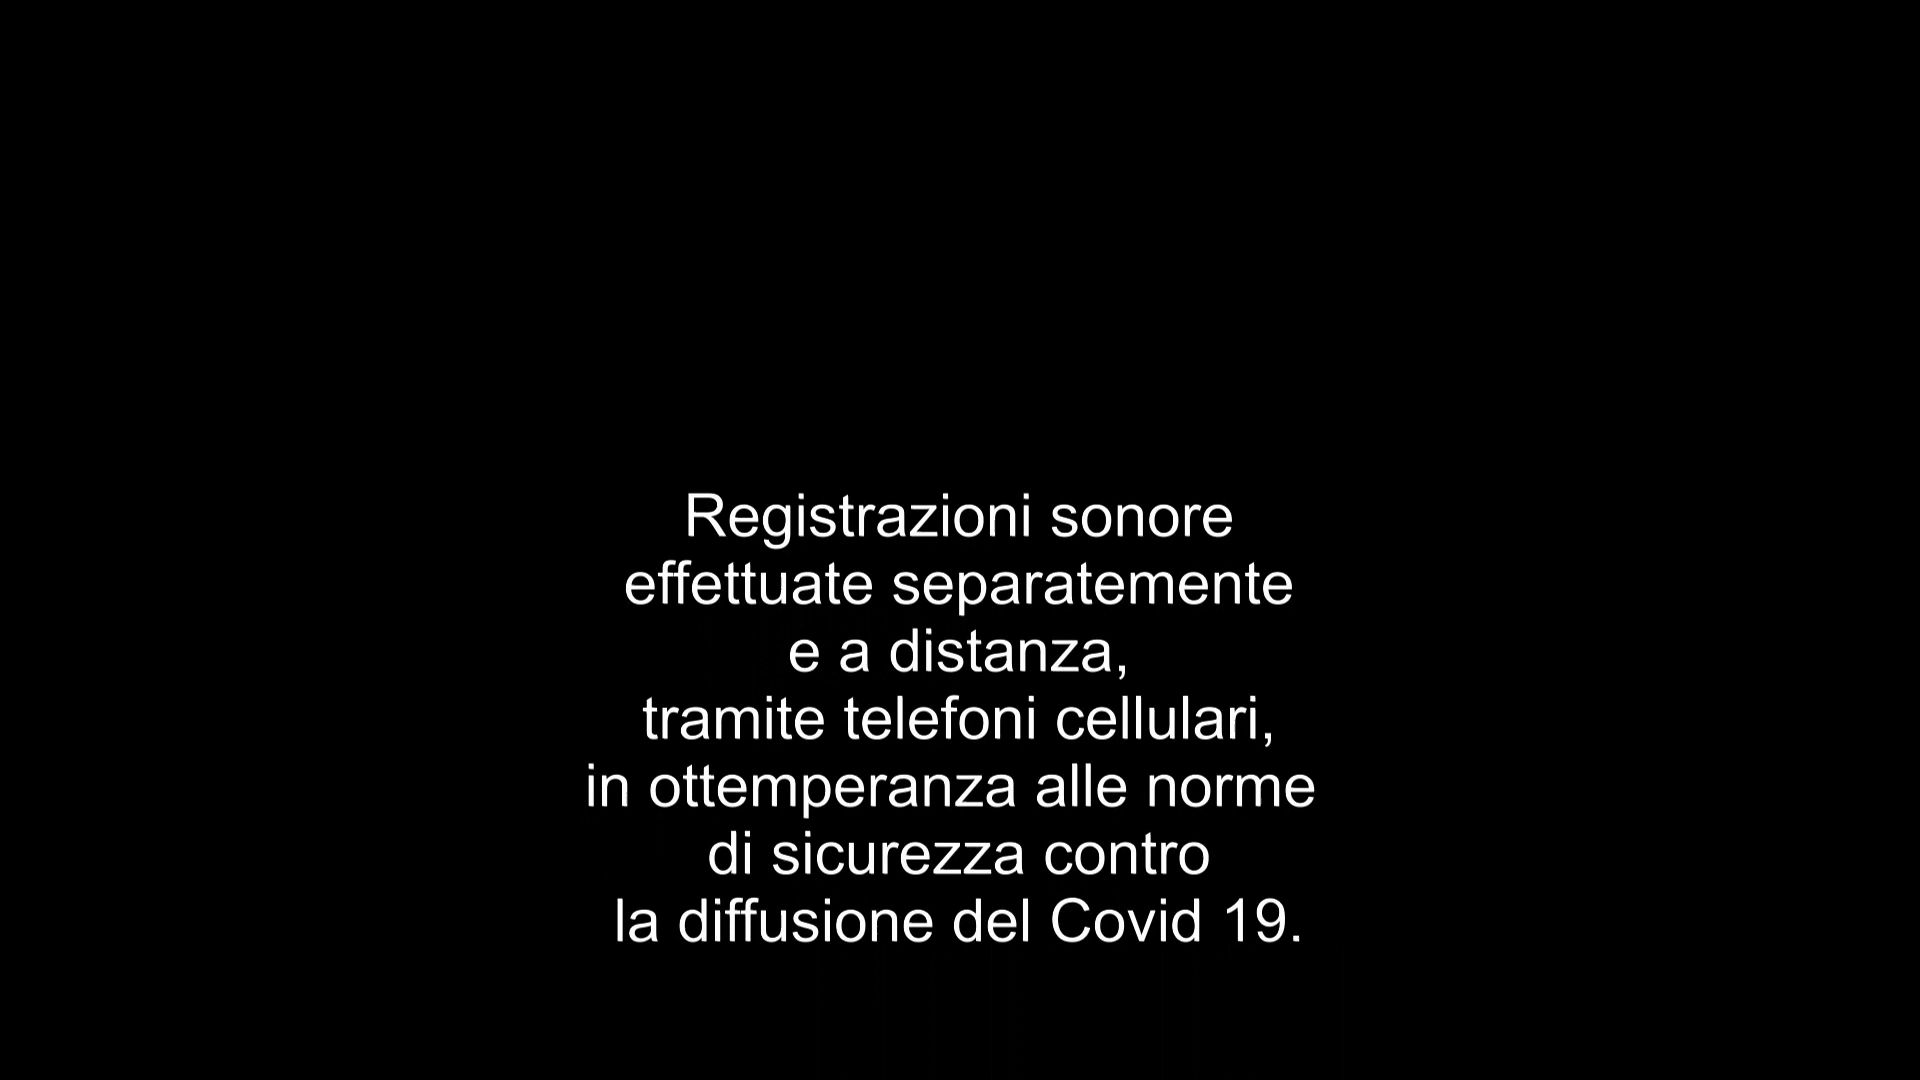 Registrazioni sonore
effettuate separatemente
e a distanza,
tramite telefoni cellulari,
in ottemperanza alle norme
di sicurezza contro
la diffusione del Covid 19.